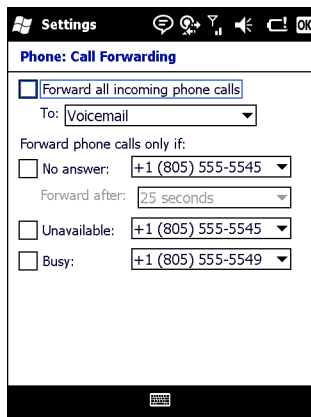 Settings
OK
Phone: Call Forwarding
Forward all incoming phone calls
To: Voicemail
Forward phone calls only if:
No answer: +1 (805) 555-5545
Forward after: 25 seconds
Unavailable: +1 (805) 555-5545
Busy: +1 (805) 555-5549